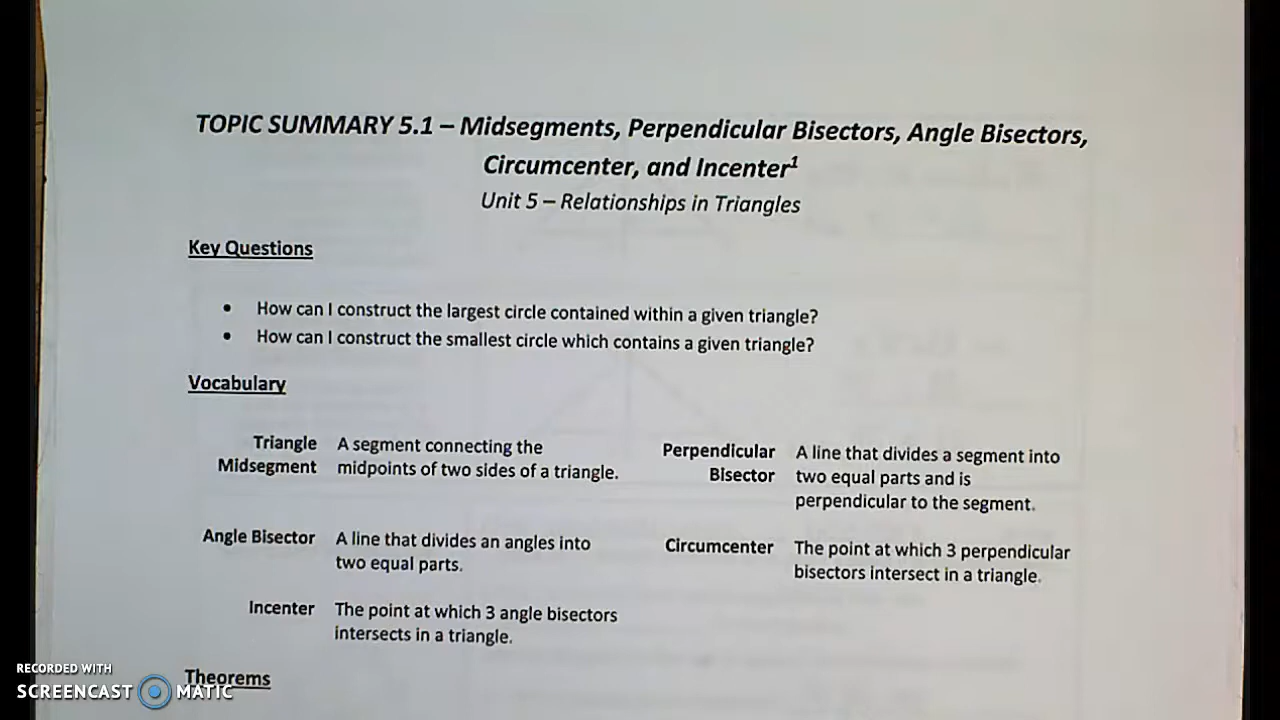 TOPIC SUMMARY 5.1 – Midsegments, Perpendicular Bisectors, Angle Bisectors,
Circumcenter, and Incenter¹
Unit 5 – Relationships in Triangles
Key Questions
• How can I construct the largest circle contained within a given triangle?
• How can I construct the smallest circle which contains a given triangle?
Vocabulary
Triangle
Midsegment
A segment connecting the
midpoints of two sides of a triangle.
Perpendicular
Bisector
A line that divides a segment into
two equal parts and is
perpendicular to the segment.
Angle Bisector
A line that divides an angles into
two equal parts.
Circumcenter
The point at which 3 perpendicular
bisectors intersect in a triangle.
Incenter
The point at which 3 angle bisectors
intersects in a triangle.
Theorems
RECORDED WITH
SCREENCAST MATIC